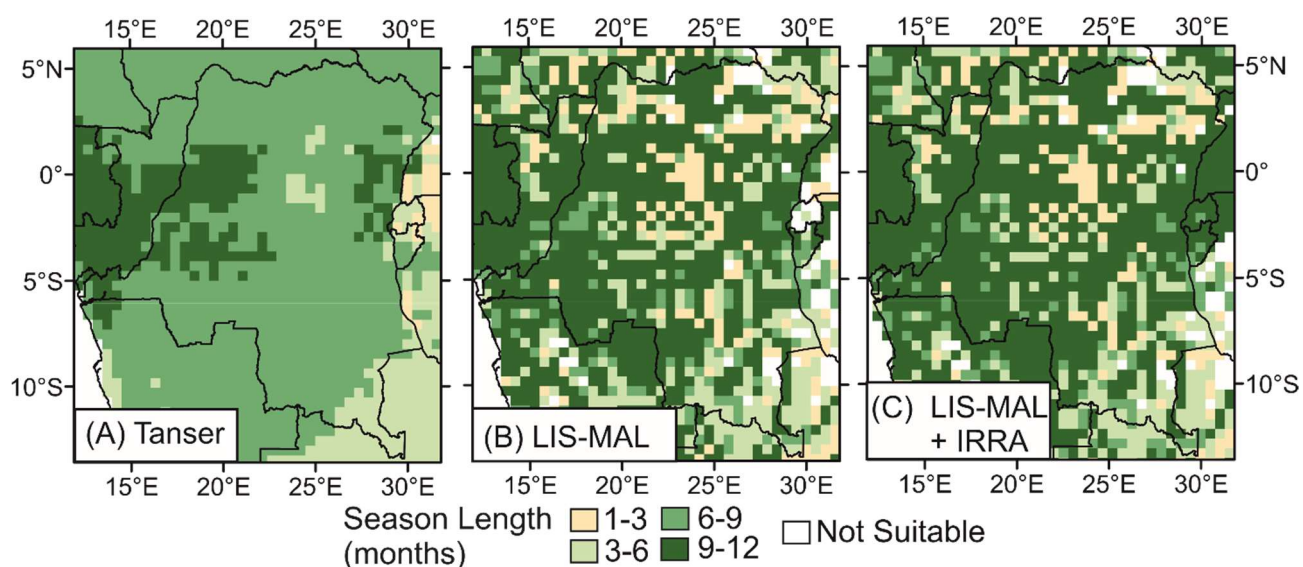 15°E 20°E 25°E 30°E 15°E 20°E 25°E 30°E 15°E 20°E 25°E 30°E
5°N 5°N
0° 0°
5°S 5°S
10°S 10°S
(A) Tanser
(B) LIS-MAL
(C) LIS-MAL
+ IRRA
15°E 20°E 25°E 30°E 15°E 20°E 25°E 30°E 15°E 20°E 25°E 30°E
Season Length 1-3 6-9 Not Suitable
(months) 3-6 9-12